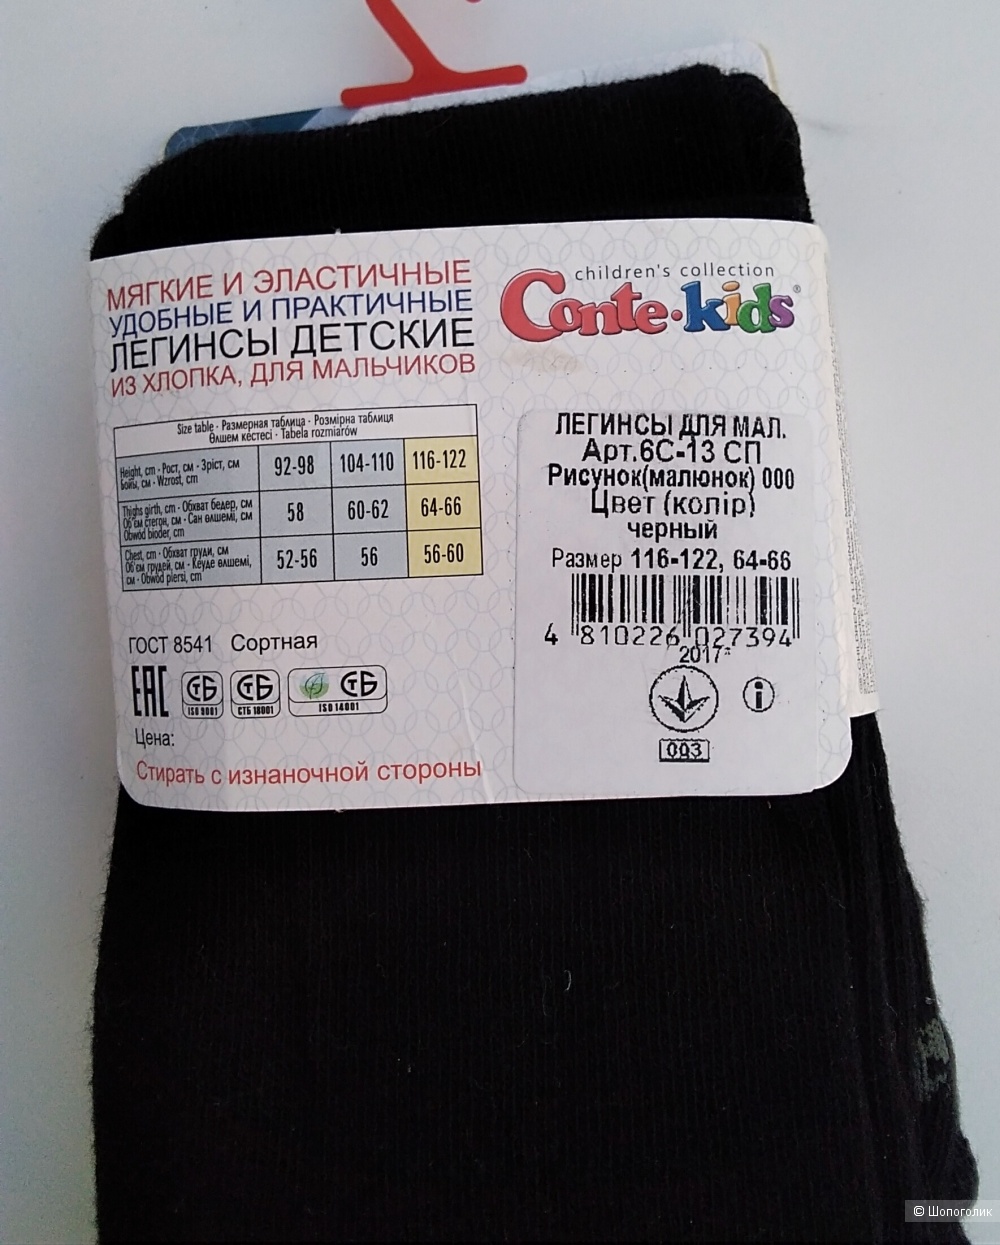 МЯГКИЕ И ЭЛАСТИЧНЫЕ
УДОБНЫЕ И ПРАКТИЧНЫЕ
ЛЕГИНСЫ ДЕТСКИЕ
ИЗ ХЛОПКА, ДЛЯ МАЛЬЧИКОВ
Size table · Размерная таблица · Розмірна таблиця
Өлшем кестесі · Tabela rozmiarów
Height, cm · Рост, см · Зріст, см
Бойы, см · Wzrost, cm
92-98 104-110 116-122
Thighs girth, cm · Обхват бедер, см
Об'єм стегон, см · Сан өлшемі, см
Obwód bioder, cm
58 60-62 64-66
Chest, cm · Обхват груди, см
Об'єм грудей, см · Кеуде өлшемі,
см · Obwód piersi, cm
52-56 56 56-60
ГОСТ 8541 Сортная
ЕАС
СТБ ISO 9001
СТБ СТБ 18001
СТБ ISO 14001
Цена:
Стирать с изнаночной стороны
children's collection
Conte·kids®
ЛЕГИНСЫ ДЛЯ МАЛ.
Арт.6С-13 СП
Рисунок(малюнок) 000
Цвет (колір)
черный
Размер 116-122, 64-66
4 810226 027394
2017*
i
003
© Шопоголик